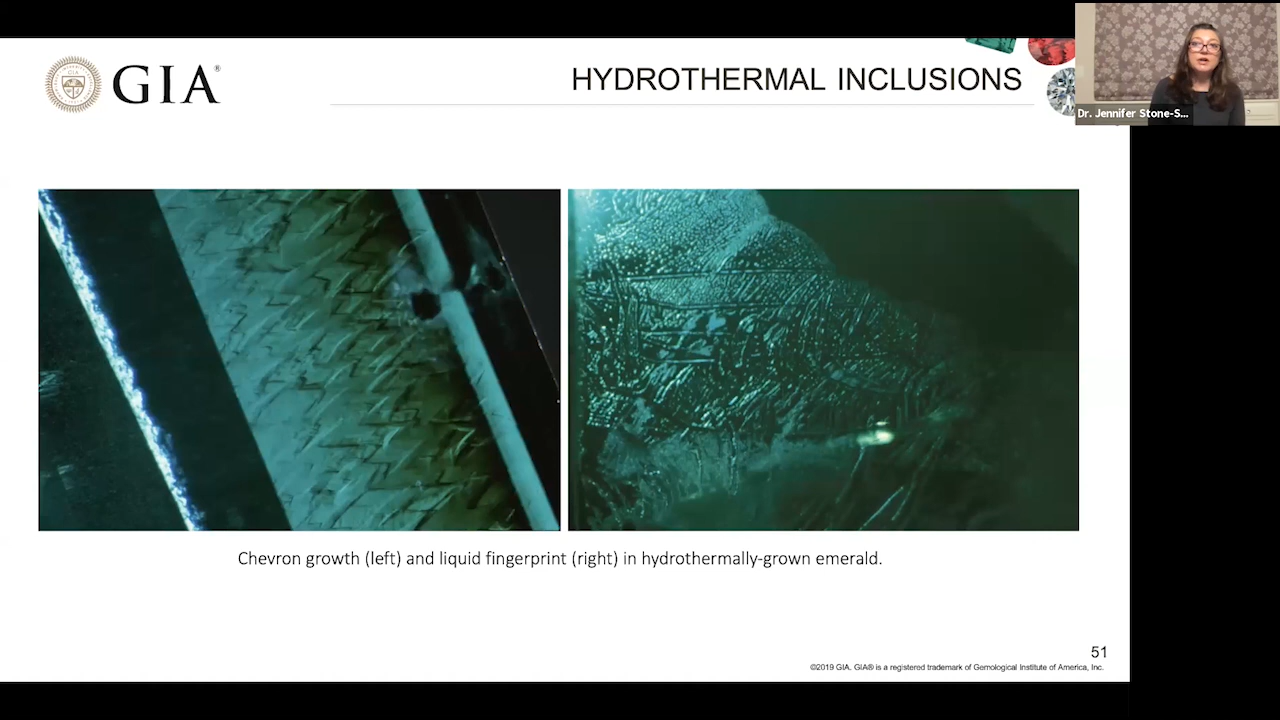 GIA®
HYDROTHERMAL INCLUSIONS
Dr. Jennifer Stone-S...
Chevron growth (left) and liquid fingerprint (right) in hydrothermally-grown emerald.
51
©2019 GIA. GIA® is a registered trademark of Gemological Institute of America, Inc.